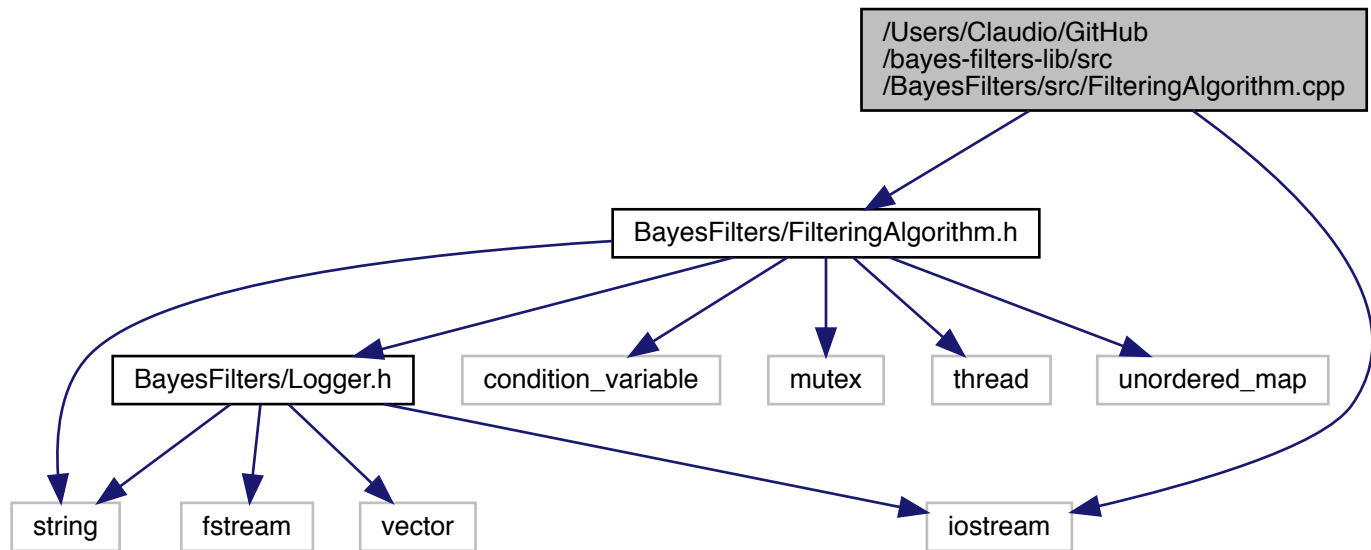 /Users/Claudio/GitHub
/bayes-filters-lib/src
/BayesFilters/src/FilteringAlgorithm.cpp
BayesFilters/FilteringAlgorithm.h
BayesFilters/Logger.h
condition_variable
mutex
thread
unordered_map
string
fstream
vector
iostream